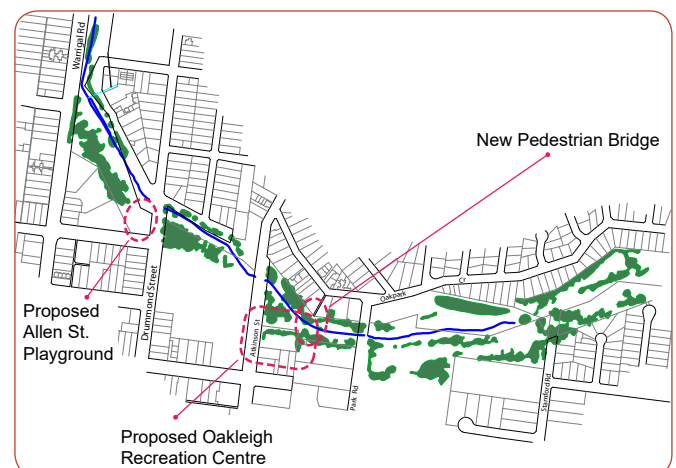 Warrigal Rd
New Pedestrian Bridge
Oakpark
Cr
Proposed
Allen St.
Playground
Drummond Street
Atkinson St
Park Rd
Stamford Rd
Proposed Oakleigh
Recreation Centre